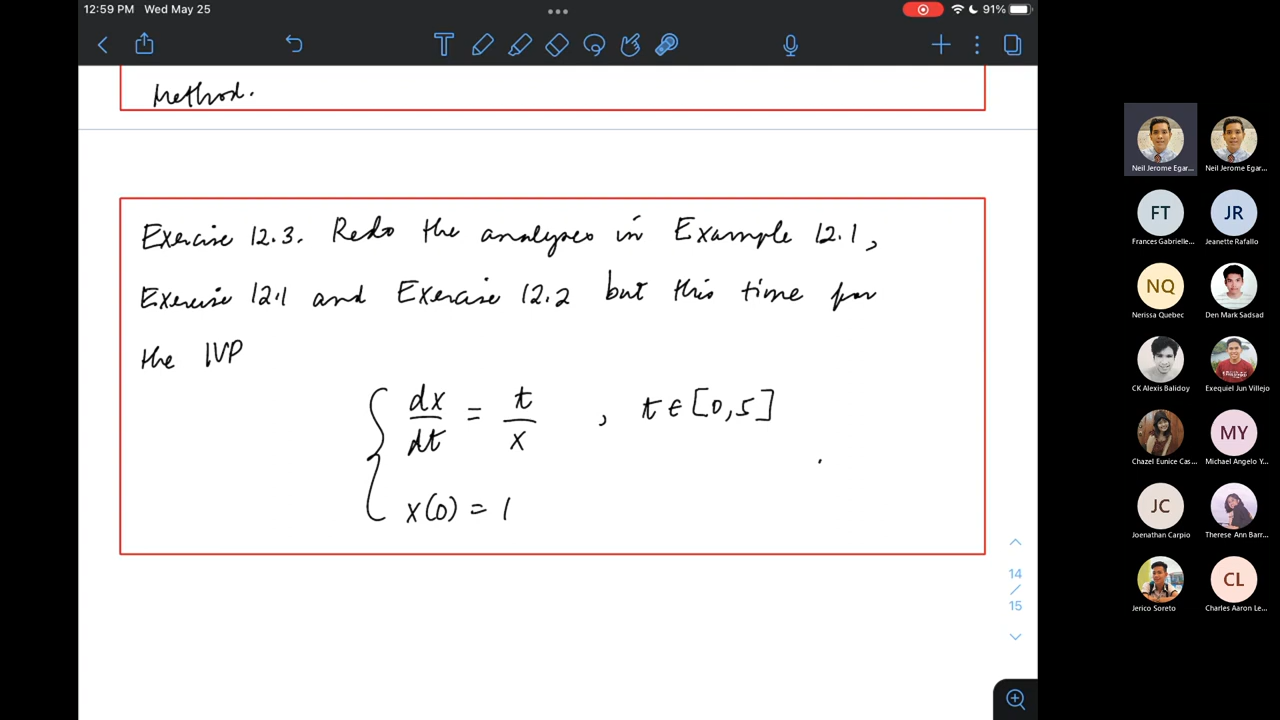 12:59 PM Wed May 25
91%
Method.
Exercise 12.3. Redo the analyses in Example 12.1,
Exercise 12.1 and Exercise 12.2 but this time for
the IVP
dx/dt = t/x , t ∈ [0,5]
x(0) = 1
14
/
15
Neil Jerome Egar...
Neil Jerome Egar...
FT
JR
Frances Gabrielle...
Jeanette Rafallo
NQ
Nerissa Quebec
Den Mark Sadsad
CK Alexis Balidoy
Exequiel Jun Villejo
MY
Chazel Eunice Cas...
Michael Angelo Y...
JC
Joenathan Carpio
Therese Ann Barr...
CL
Jerico Soreto
Charles Aaron Le...